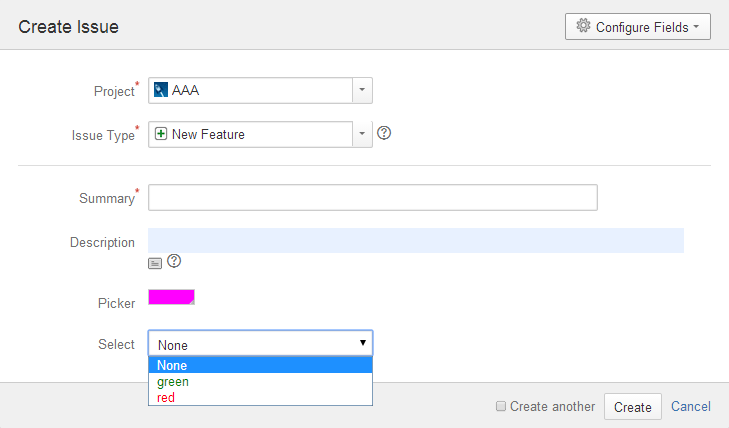 Create Issue
Configure Fields
Project*
AAA
Issue Type*
New Feature
?
Summary*
Description
?
Picker
Select
None
None
green
red
Create another
Create
Cancel